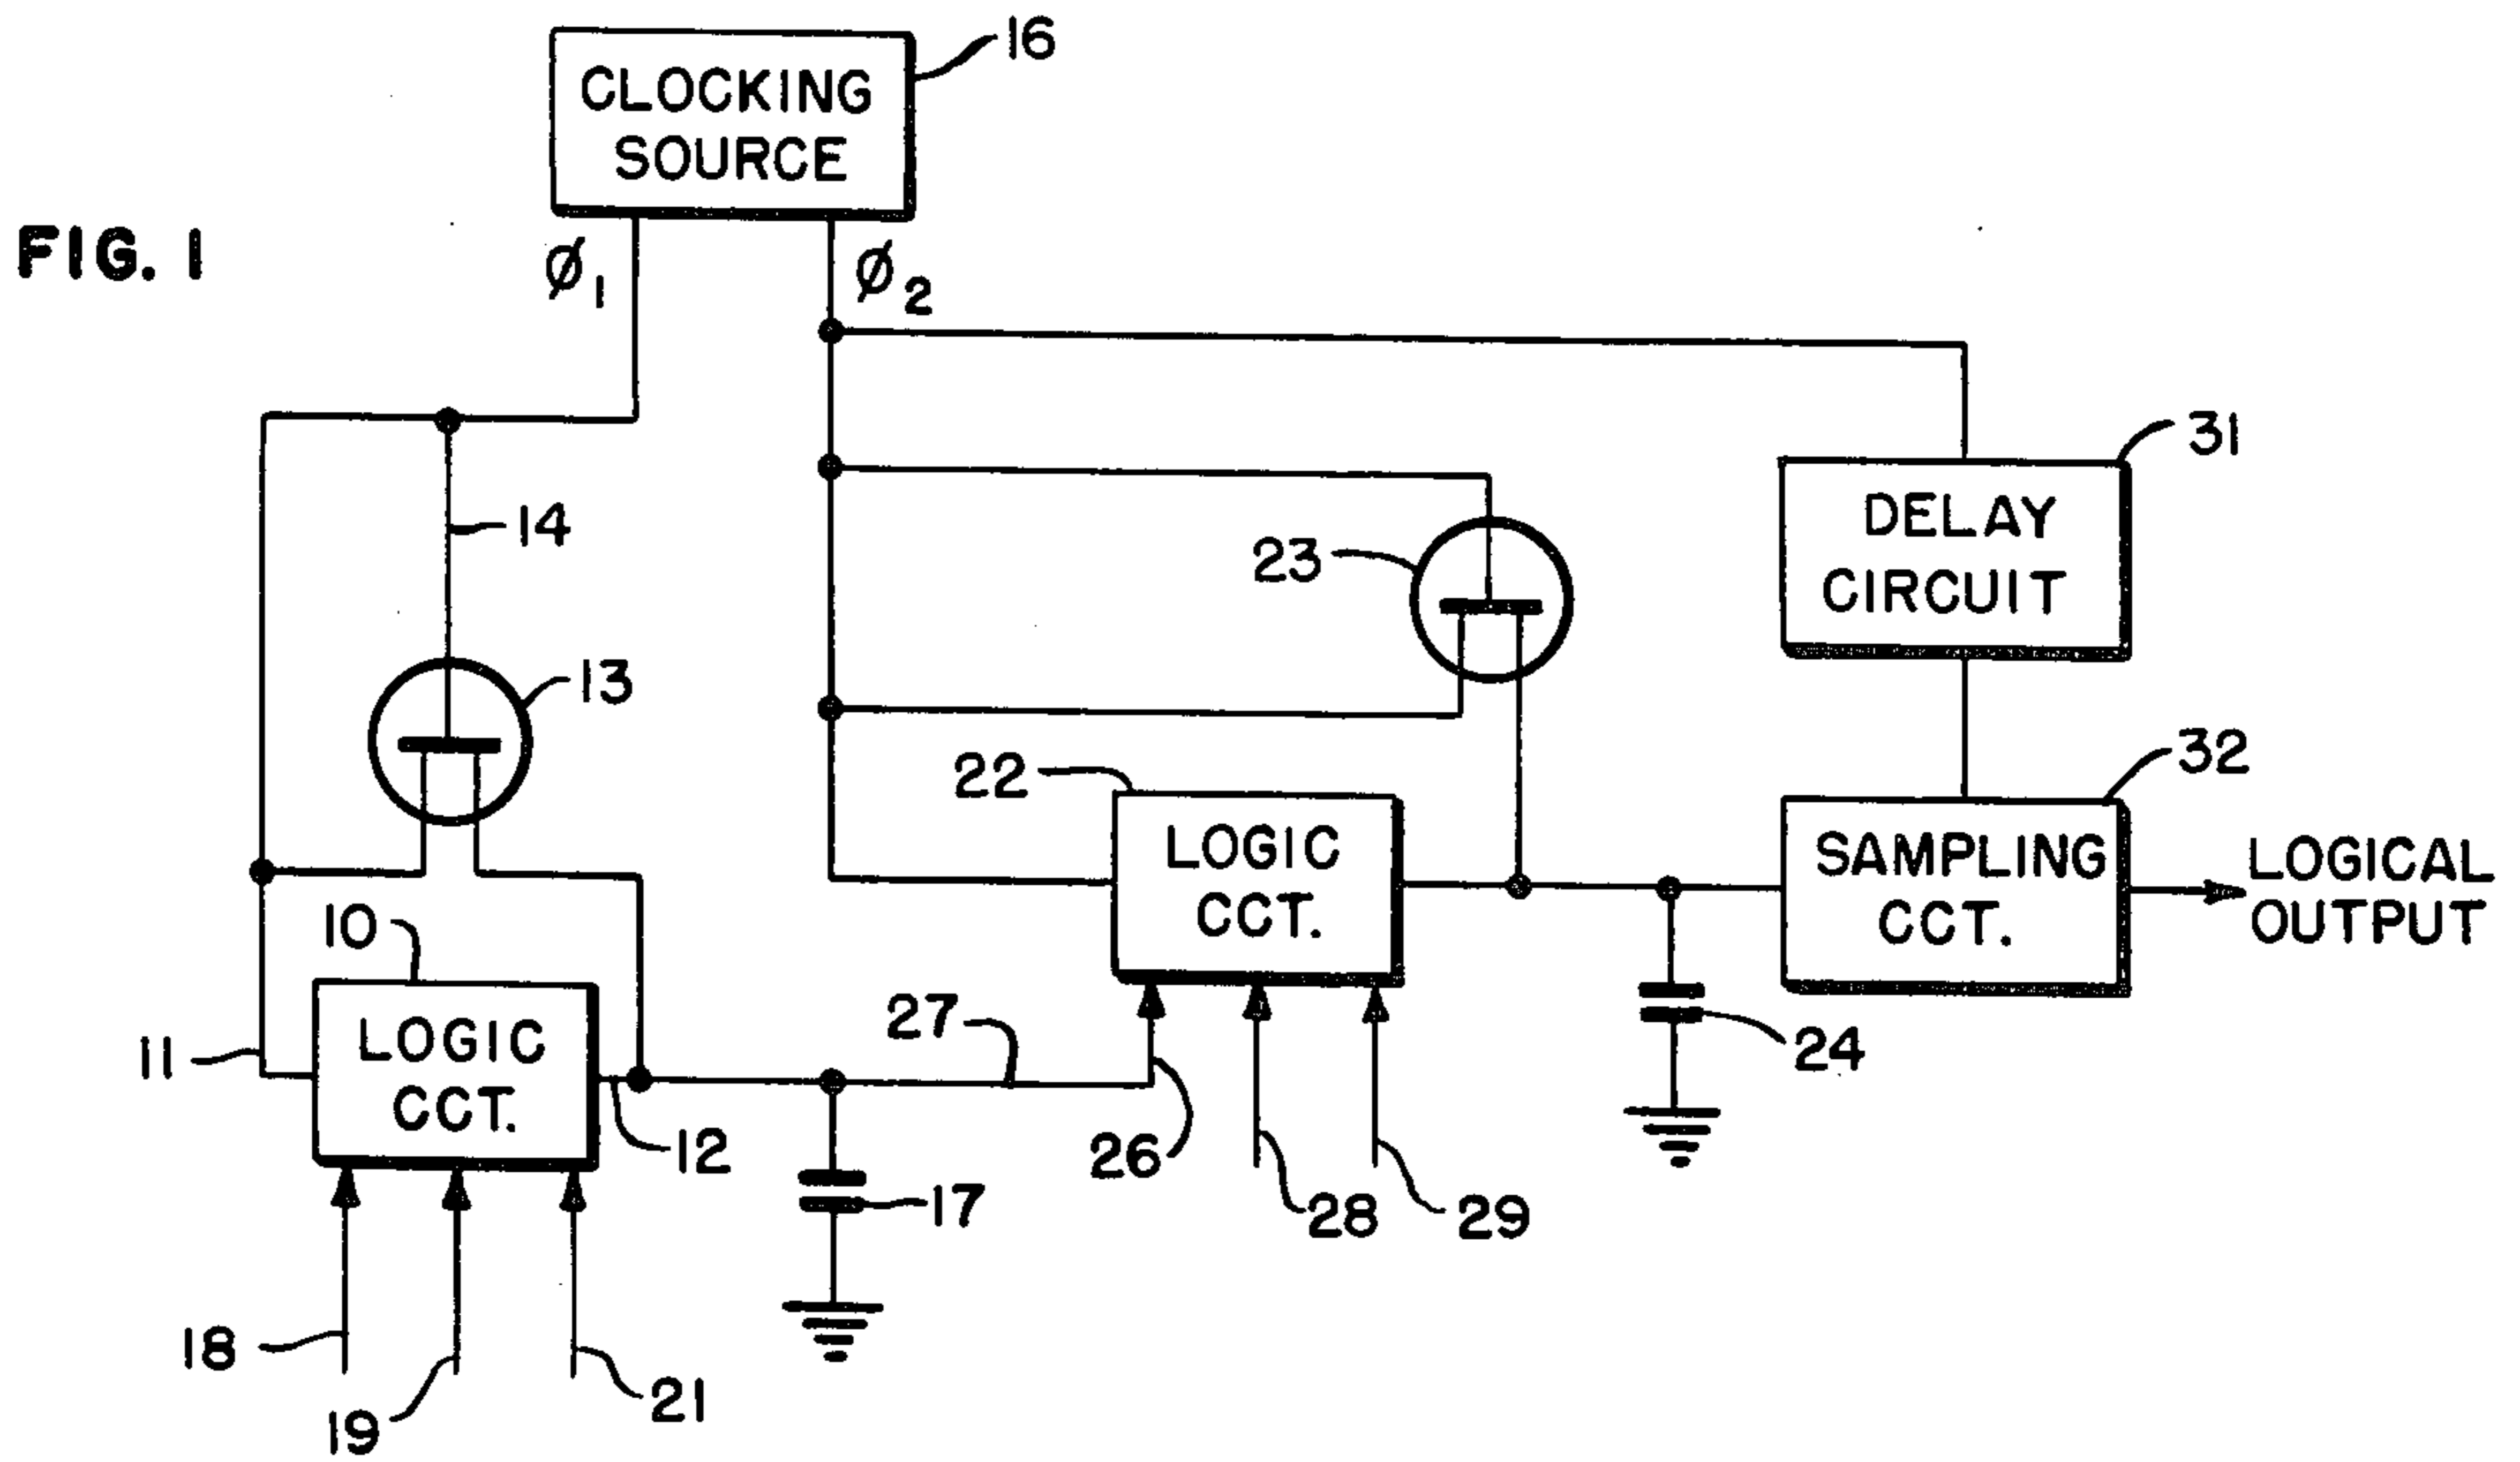 FIG. 1
CLOCKING
SOURCE
16
Ø1
Ø2
14
13
23
31
DELAY
CIRCUIT
32
22
LOGIC
CCT.
SAMPLING
CCT.
LOGICAL
OUTPUT
10
11
LOGIC
CCT.
12
27
26
24
17
28
29
18
19
21